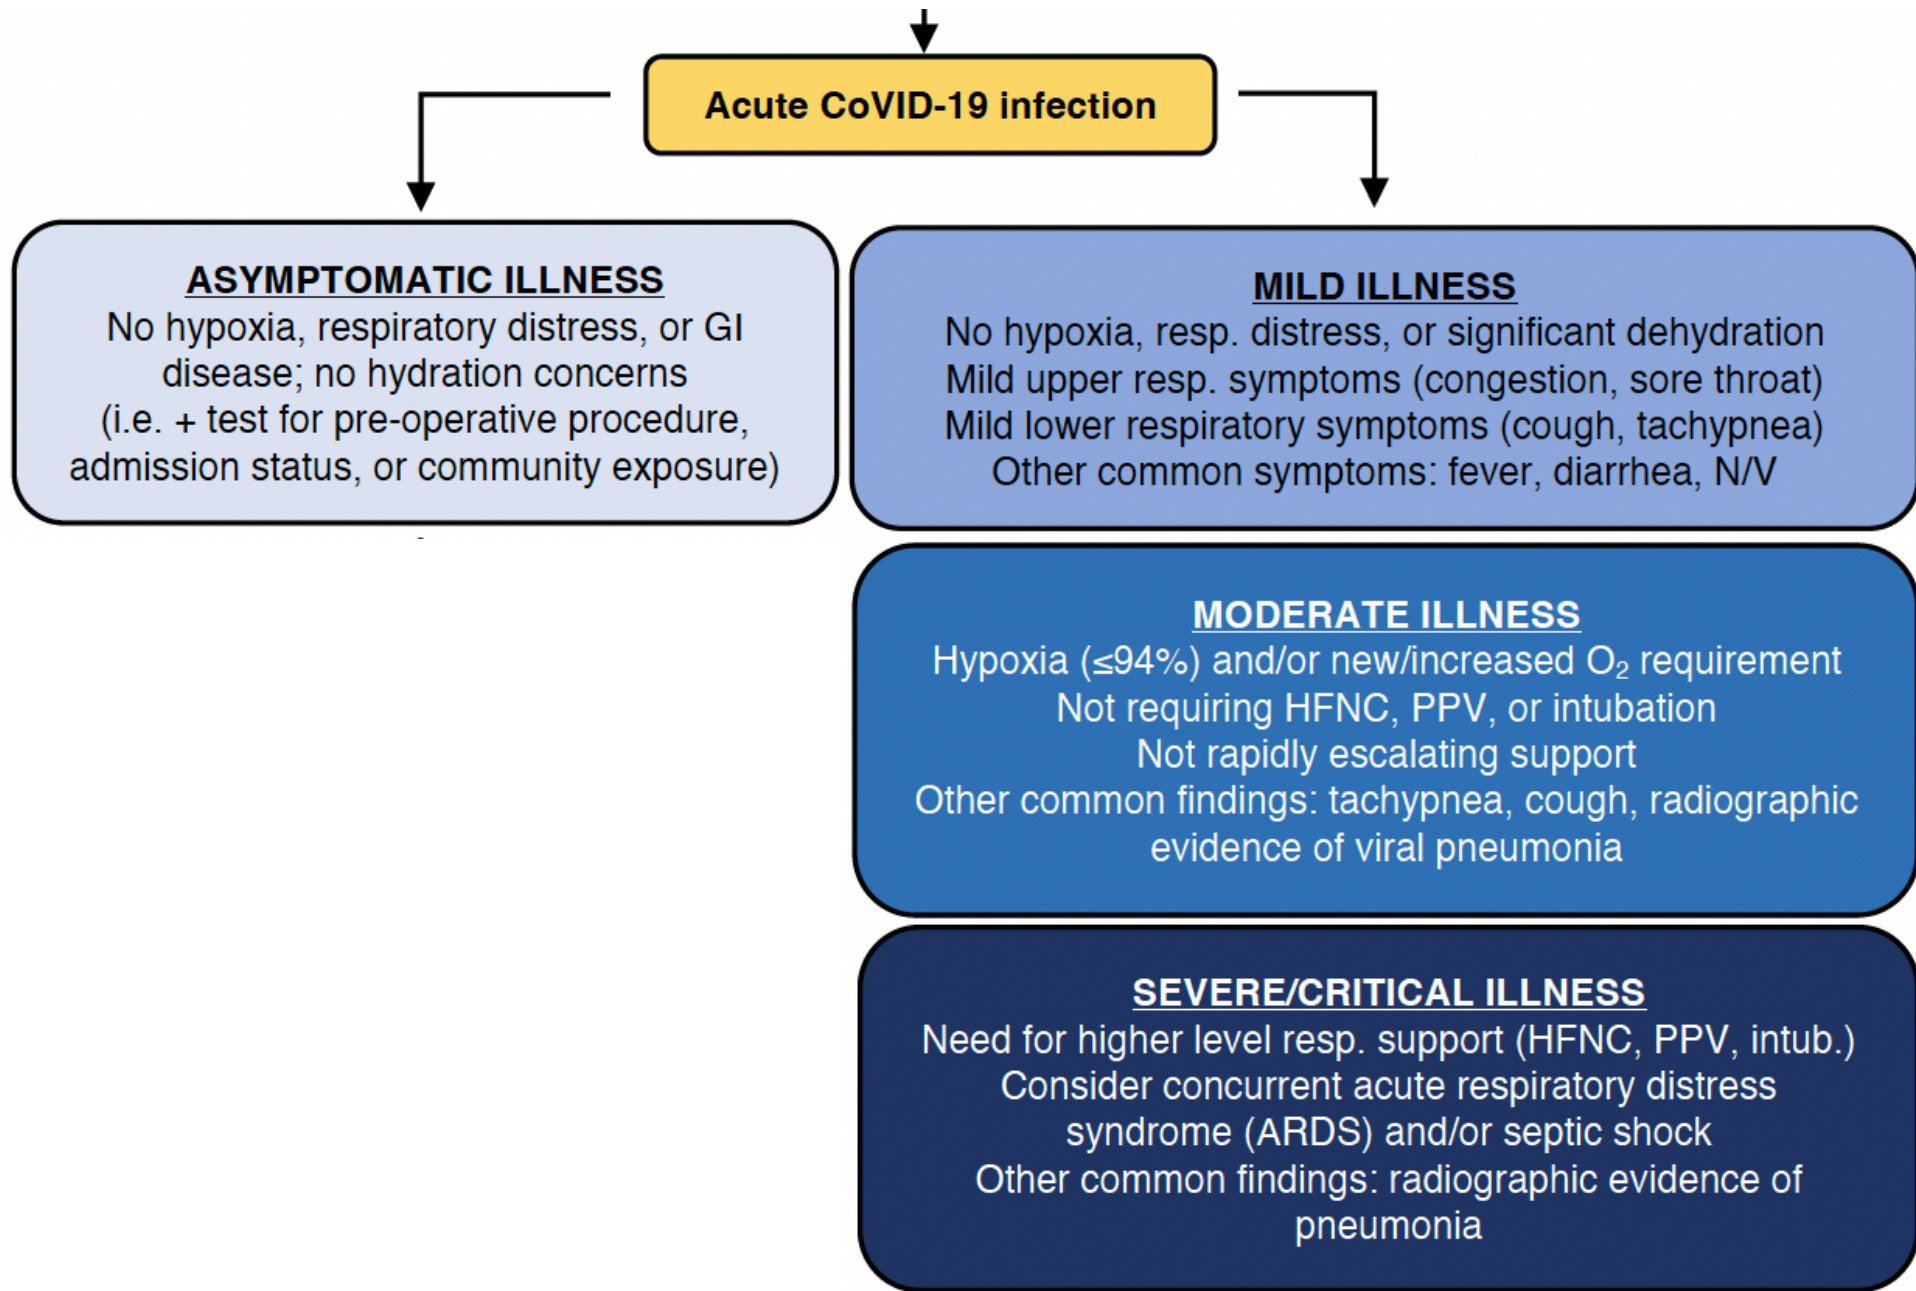 Acute CoVID-19 infection
ASYMPTOMATIC ILLNESS
No hypoxia, respiratory distress, or GI
disease; no hydration concerns
(i.e. + test for pre-operative procedure,
admission status, or community exposure)
MILD ILLNESS
No hypoxia, resp. distress, or significant dehydration
Mild upper resp. symptoms (congestion, sore throat)
Mild lower respiratory symptoms (cough, tachypnea)
Other common symptoms: fever, diarrhea, N/V
MODERATE ILLNESS
Hypoxia (≤94%) and/or new/increased O₂ requirement
Not requiring HFNC, PPV, or intubation
Not rapidly escalating support
Other common findings: tachypnea, cough, radiographic
evidence of viral pneumonia
SEVERE/CRITICAL ILLNESS
Need for higher level resp. support (HFNC, PPV, intub.)
Consider concurrent acute respiratory distress
syndrome (ARDS) and/or septic shock
Other common findings: radiographic evidence of
pneumonia